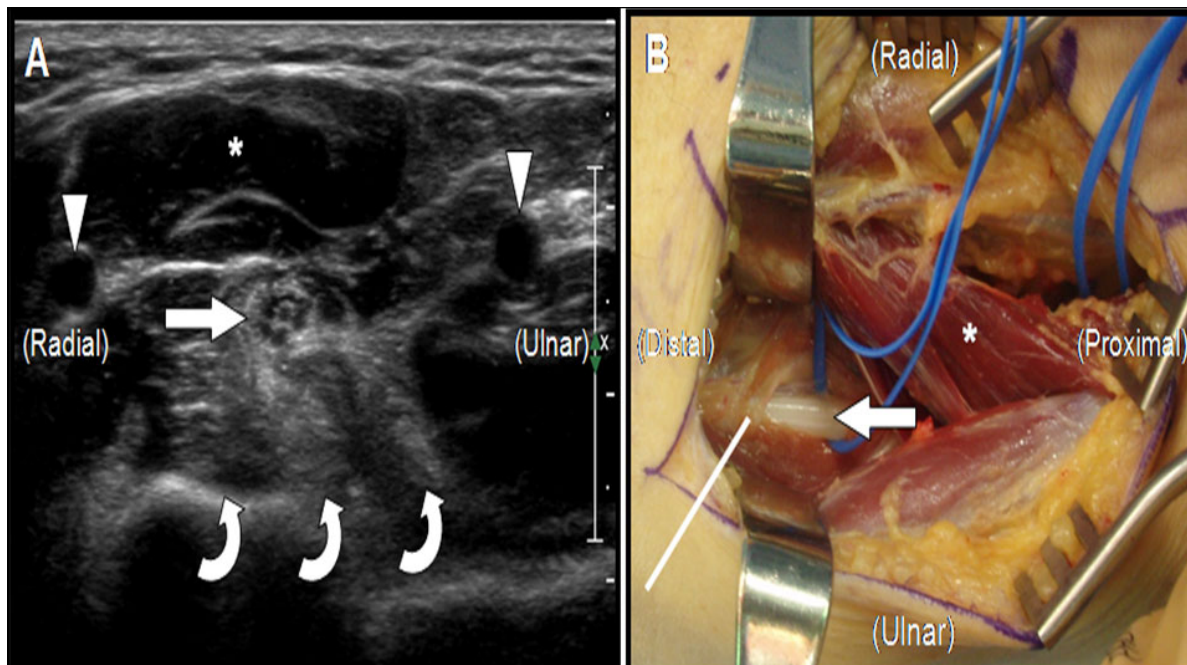 A
*
(Radial)
(Ulnar)
x
B
(Radial)
(Distal)
*
(Proximal)
(Ulnar)